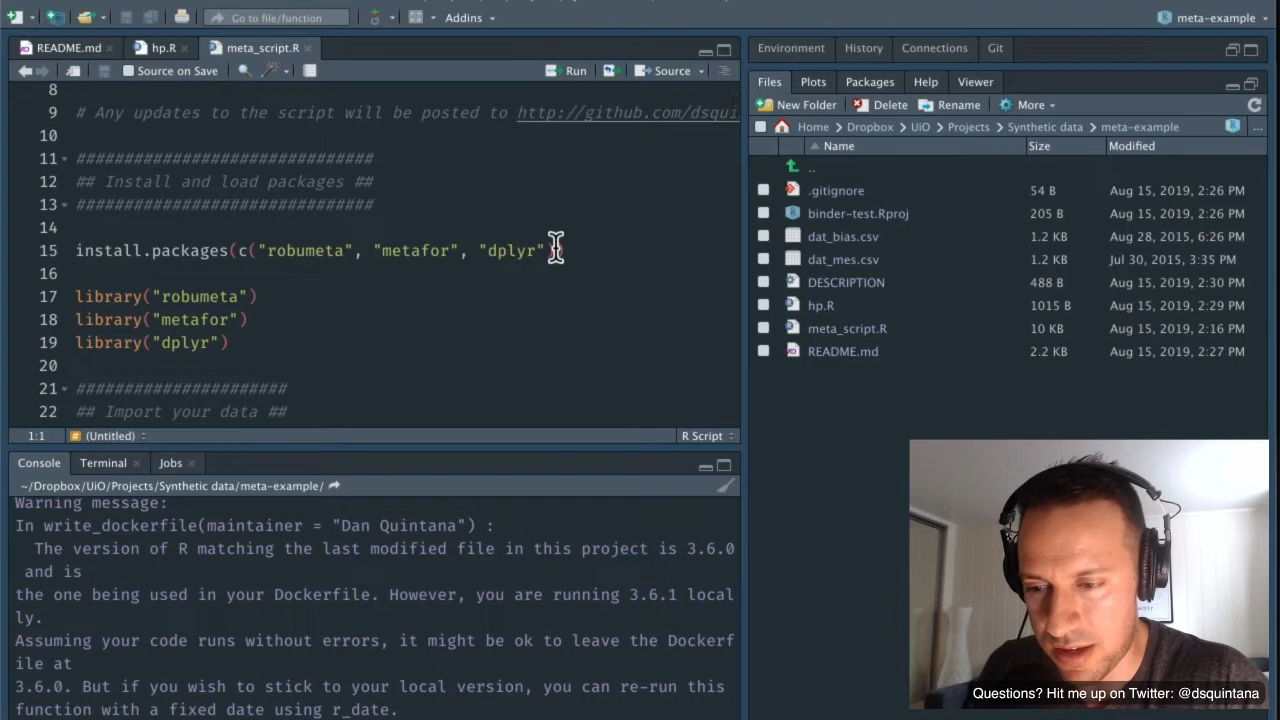 Go to file/function
Addins
meta-example
README.md
hp.R
meta_script.R
Source on Save
Run
Source
8
9 # Any updates to the script will be posted to http://github.com/dsqui
10
11 ###############################
12 ## Install and load packages ##
13 ###############################
14
15 install.packages(c("robumeta", "metafor", "dplyr"))
16
17 library("robumeta")
18 library("metafor")
19 library("dplyr")
20
21 ######################
22 ## Import your data ##
1:1
(Untitled)
R Script
Console
Terminal
Jobs
~/Dropbox/UiO/Projects/Synthetic data/meta-example/
Warning message:
In write_dockerfile(maintainer = "Dan Quintana") :
The version of R matching the last modified file in this project is 3.6.0
and is
the one being used in your Dockerfile. However, you are running 3.6.1 local
ly.
Assuming your code runs without errors, it might be ok to leave the Dockerf
ile at
3.6.0. But if you wish to stick to your local version, you can re-run this
function with a fixed date using r_date.
Environment
History
Connections
Git
Files
Plots
Packages
Help
Viewer
New Folder
Delete
Rename
More
Home
Dropbox
UiO
Projects
Synthetic data
meta-example
...
Name Size Modified
..
.gitignore 54 B Aug 15, 2019, 2:26 PM
binder-test.Rproj 205 B Aug 15, 2019, 2:26 PM
dat_bias.csv 1.2 KB Aug 28, 2015, 6:26 PM
dat_mes.csv 1.2 KB Jul 30, 2015, 3:35 PM
DESCRIPTION 488 B Aug 15, 2019, 2:30 PM
hp.R 1015 B Aug 15, 2019, 2:29 PM
meta_script.R 10 KB Aug 15, 2019, 2:16 PM
README.md 2.2 KB Aug 15, 2019, 2:27 PM
Questions? Hit me up on Twitter: @dsquintana